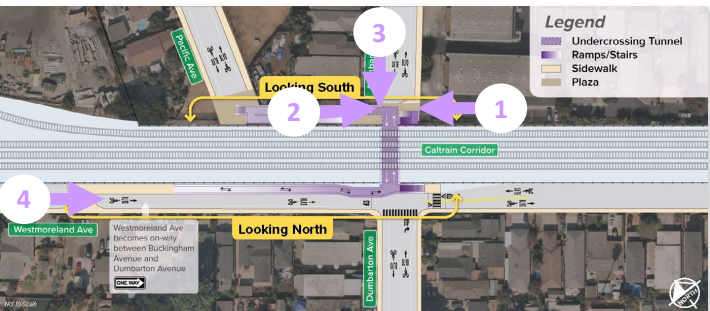 3
Pacific Ave
Legend
Undercrossing Tunnel
Ramps/Stairs
Sidewalk
Plaza
Looking South
2
1
Caltrain Corridor
4
Westmoreland Ave
Westmoreland Ave
becomes on-way
between Buckingham
Avenue and
Dumbarton Avenue
ONE WAY
Looking North
Dumbarton Ave
Not to Scale
NORTH